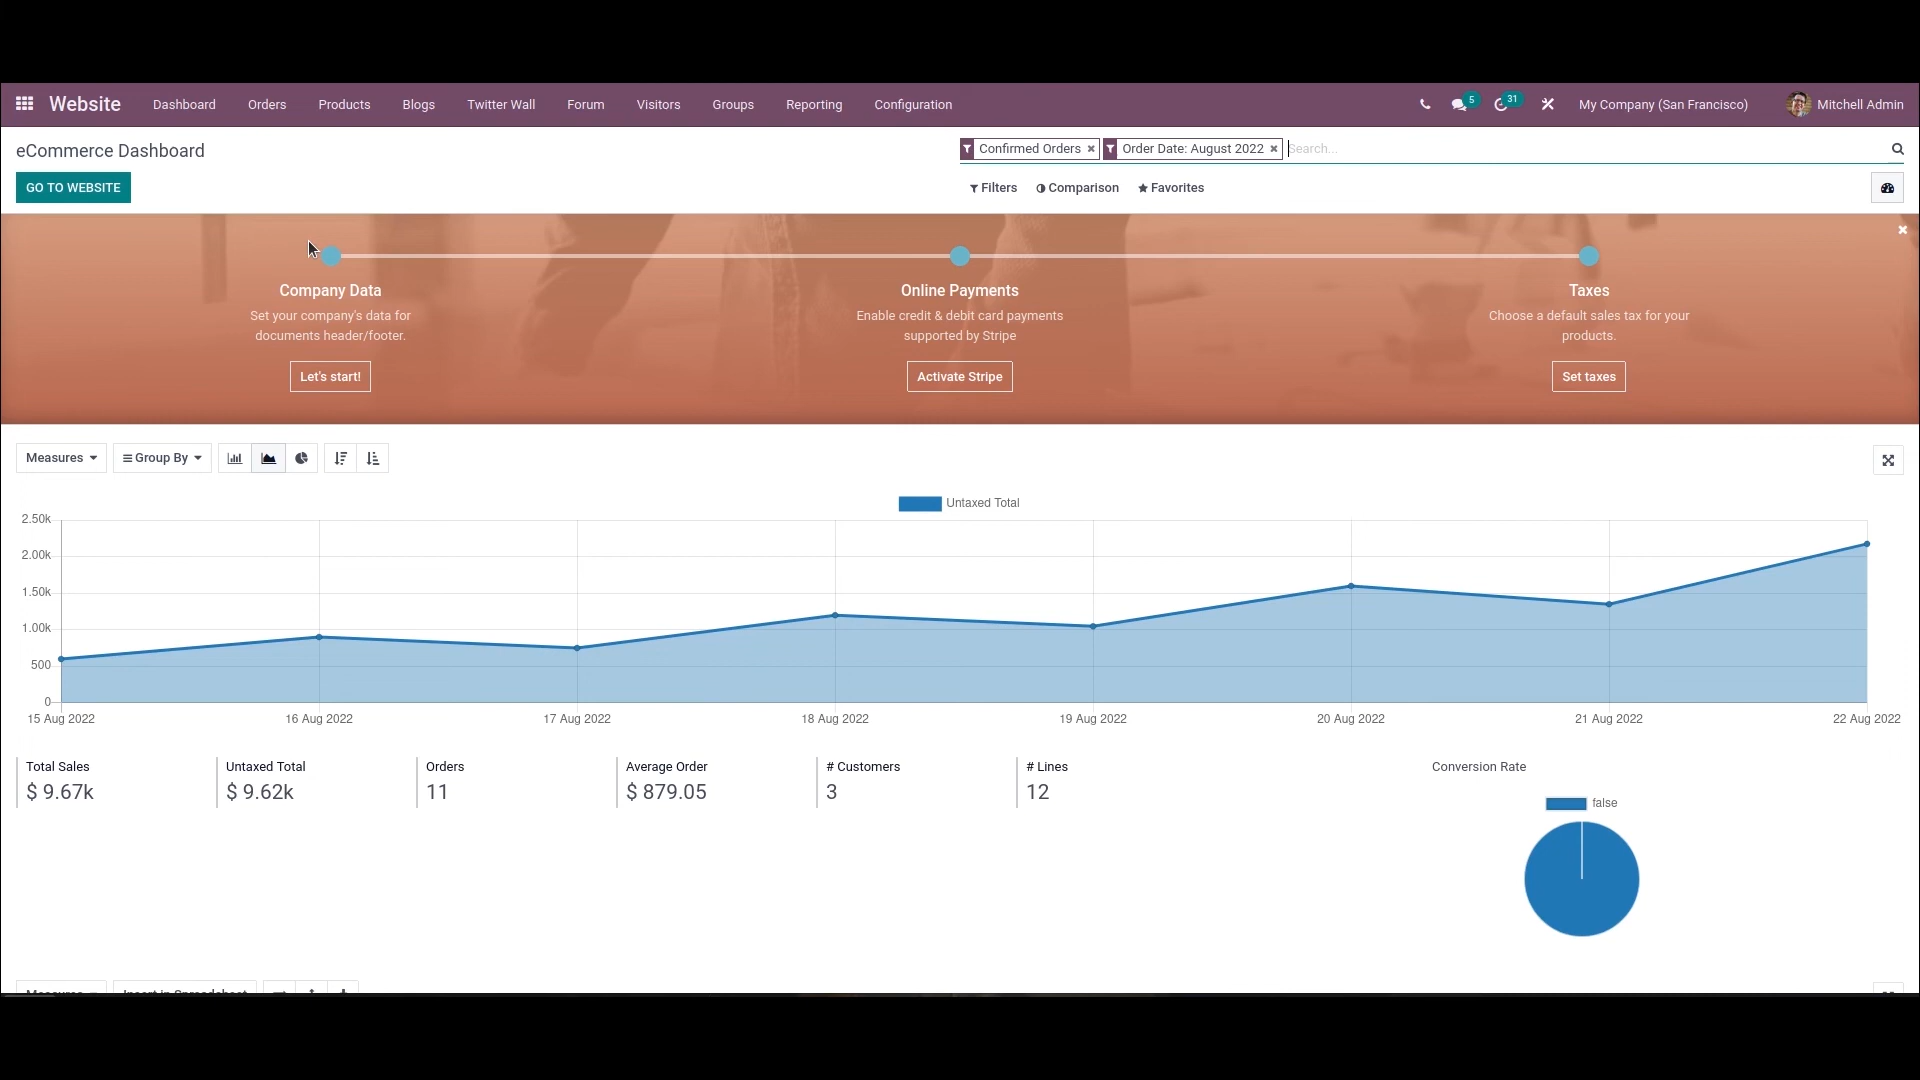 Website Dashboard Orders Products Blogs Twitter Wall Forum Visitors Groups Reporting Configuration 5 31 My Company (San Francisco) Mitchell Admin
eCommerce Dashboard
Confirmed Orders × Order Date: August 2022 × Search...
GO TO WEBSITE
Filters Comparison Favorites
Company Data
Set your company's data for
documents header/footer.
Let's start!
Online Payments
Enable credit & debit card payments
supported by Stripe
Activate Stripe
Taxes
Choose a default sales tax for your
products.
Set taxes
Measures Group By
Untaxed Total
2.50k
2.00k
1.50k
1.00k
500
0
15 Aug 2022 16 Aug 2022 17 Aug 2022 18 Aug 2022 19 Aug 2022 20 Aug 2022 21 Aug 2022 22 Aug 2022
Total Sales
$ 9.67k
Untaxed Total
$ 9.62k
Orders
11
Average Order
$ 879.05
# Customers
3
# Lines
12
Conversion Rate
false
Measures Insert in Spreadsheet